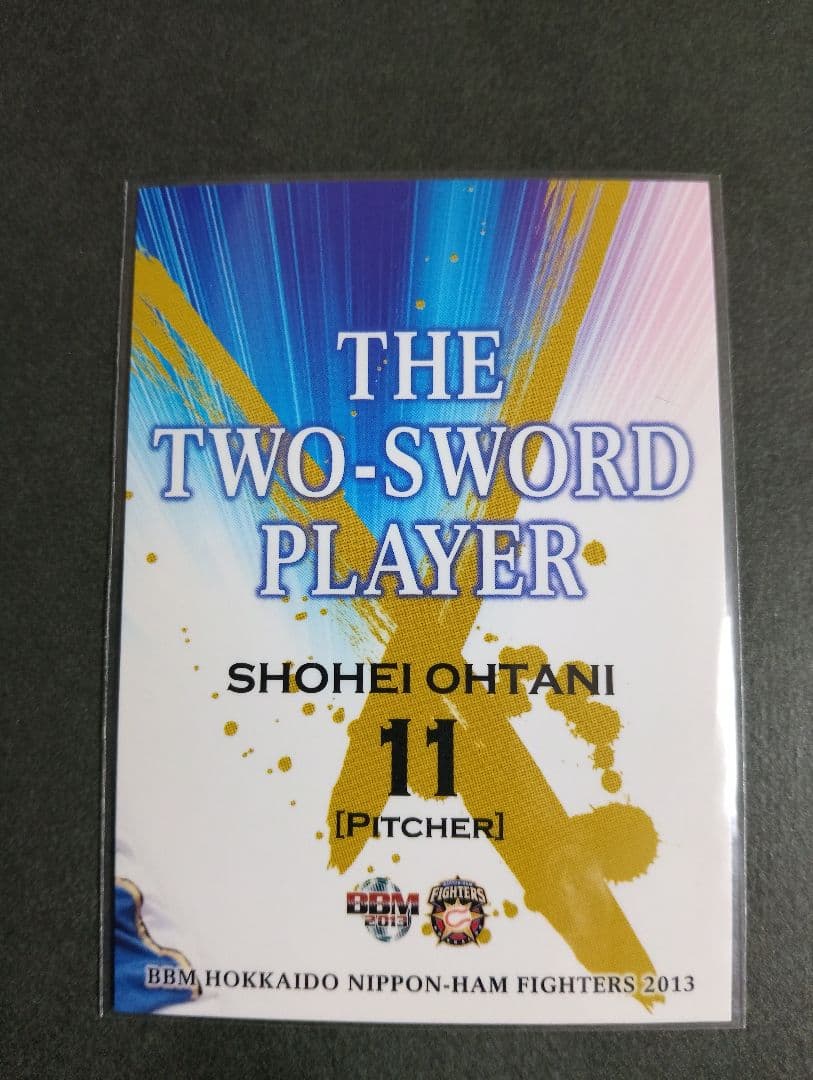 THE
TWO-SWORD
PLAYER
SHOHEI OHTANI
11
[PITCHER]
BBM
2013
FIGHTERS
BBM HOKKAIDO NIPPON-HAM FIGHTERS 2013